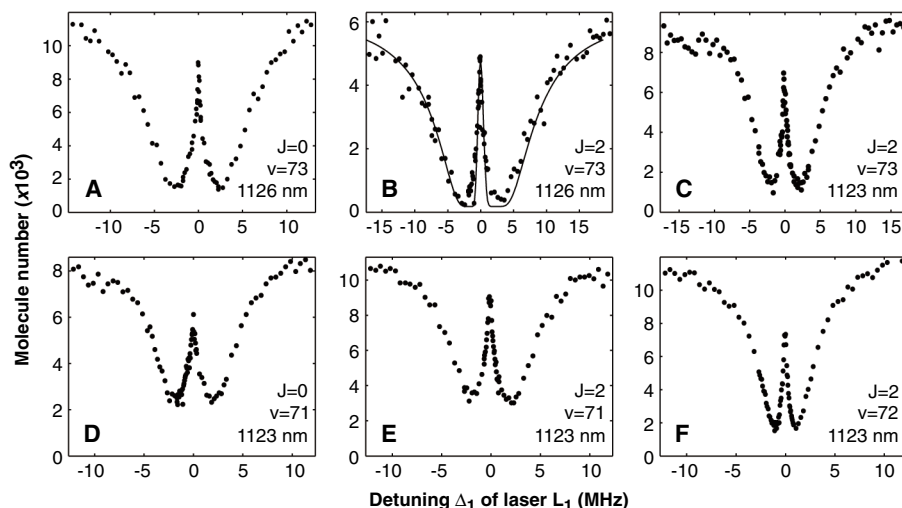 Molecule number (x10³)
10
8
6
4
2
0
A
J=0
v=73
1126 nm
-10 -5 0 5 10
6
4
2
0
B
J=2
v=73
1126 nm
-15 -10 -5 0 5 10 15
10
8
6
4
2
0
C
J=2
v=73
1123 nm
-15 -10 -5 0 5 10 15
8
6
4
2
0
D
J=0
v=71
1123 nm
-10 -5 0 5 10
10
8
6
4
2
0
E
J=2
v=71
1123 nm
-10 -5 0 5 10
12
10
8
6
4
2
0
F
J=2
v=72
1123 nm
-10 -5 0 5 10
Detuning Δ₁ of laser L₁ (MHz)